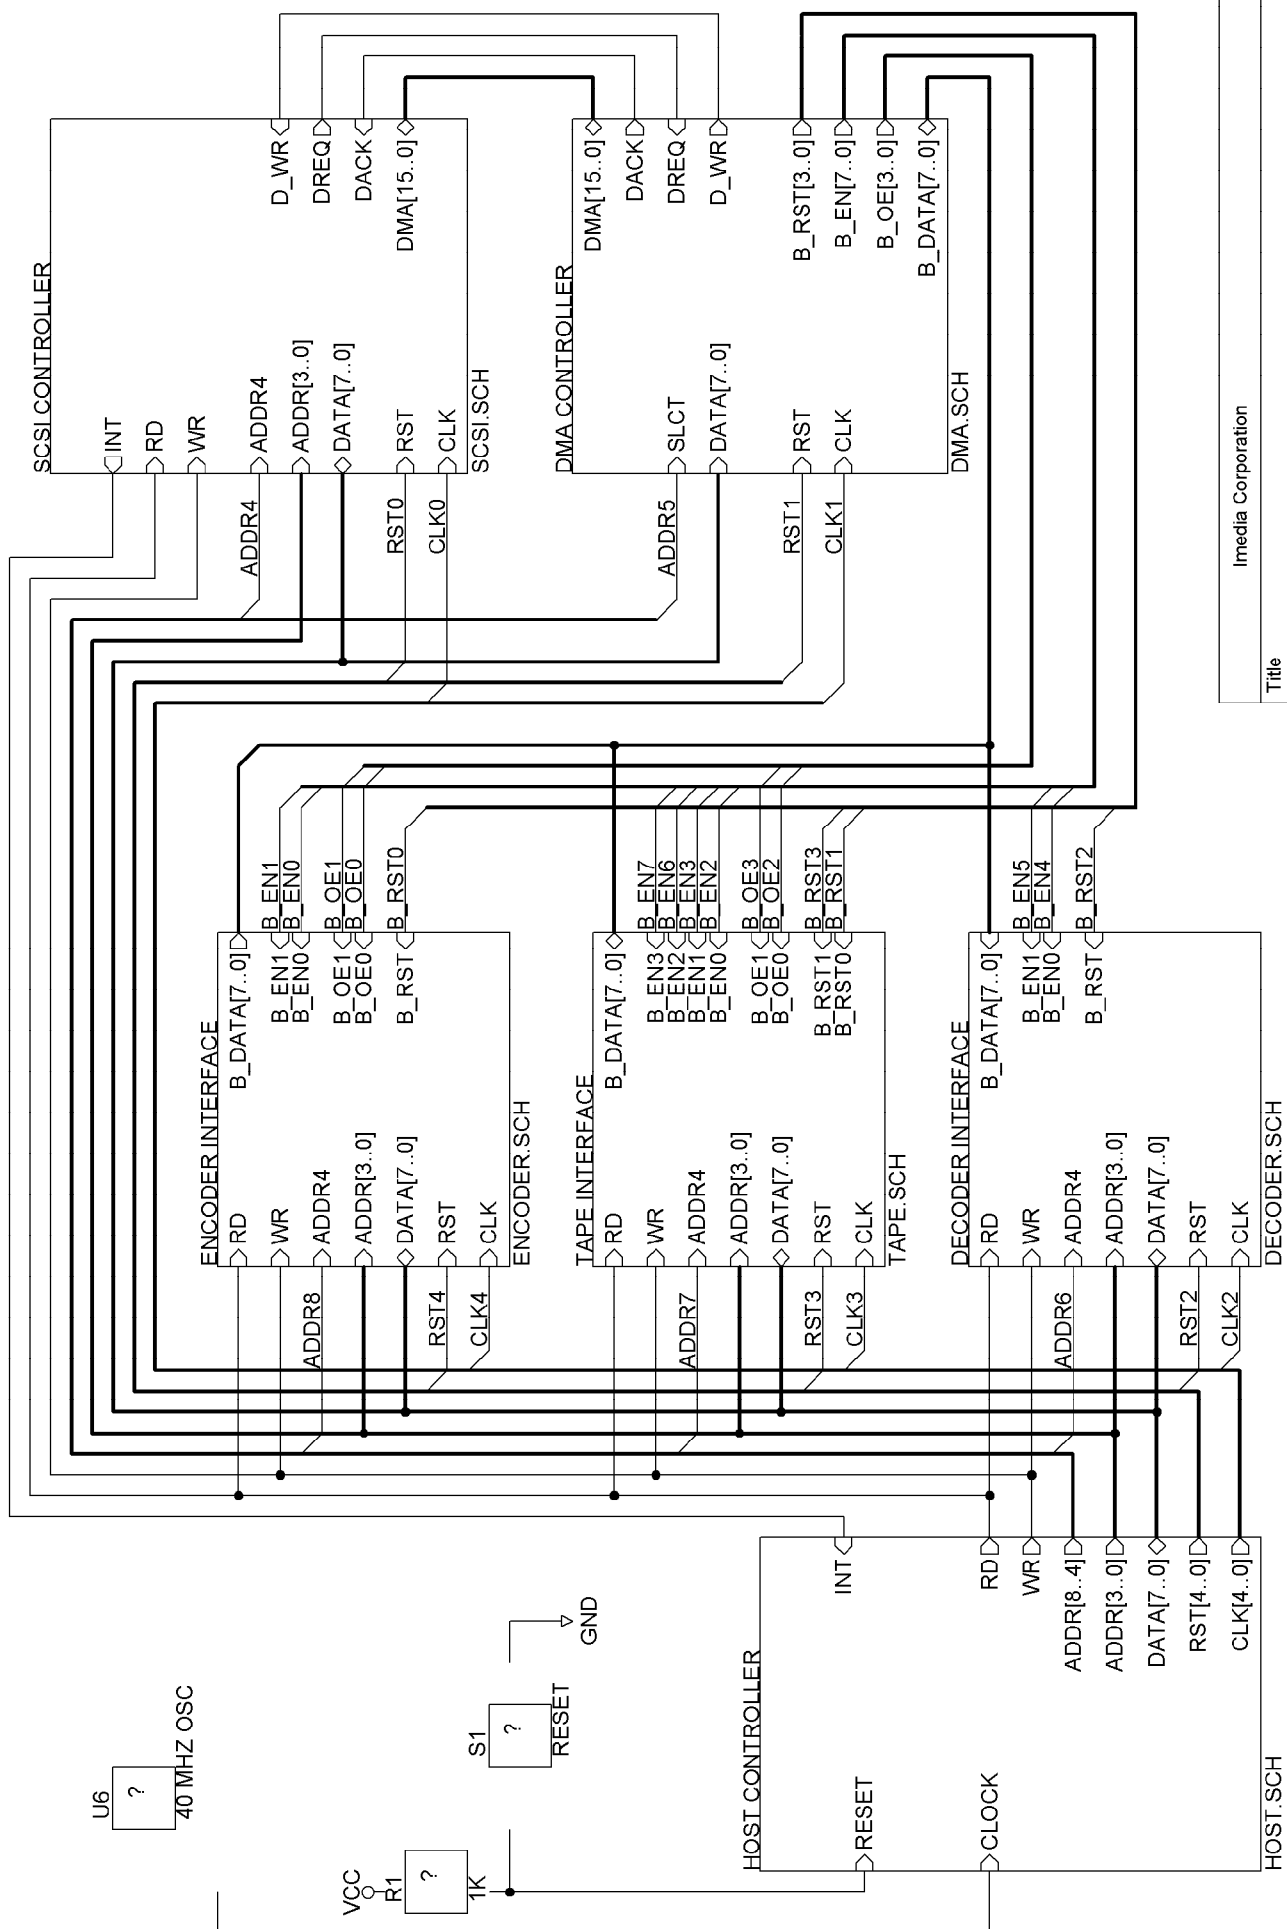 SCSI CONTROLLER
INT
RD
WR
ADDR4
ADDR[3..0]
DATA[7..0]
RST
CLK
D_WR
DREQ
DACK
DMA[15..0]
SCSI.SCH
ADDR4
RST0
CLK0
DMA CONTROLLER
SLCT
DATA[7..0]
RST
CLK
DMA[15..0]
DACK
DREQ
D_WR
B_RST[3..0]
B_EN[7..0]
B_OE[3..0]
B_DATA[7..0]
DMA.SCH
ADDR5
RST1
CLK1
ENCODER INTERFACE
RD
WR
ADDR4
ADDR[3..0]
DATA[7..0]
RST
CLK
B_DATA[7..0]
B_EN1
B_EN0
B_OE1
B_OE0
B_RST
ENCODER.SCH
B_EN1
B_EN0
B_OE1
B_OE0
B_RST0
ADDR8
RST4
CLK4
TAPE INTERFACE
RD
WR
ADDR4
ADDR[3..0]
DATA[7..0]
RST
CLK
B_DATA[7..0]
B_EN3
B_EN2
B_EN1
B_EN0
B_OE1
B_OE0
B_RST1
B_RST0
TAPE.SCH
B_EN7
B_EN6
B_EN3
B_EN2
B_OE3
B_OE2
B_RST3
B_RST1
ADDR7
RST3
CLK3
DECODER INTERFACE
RD
WR
ADDR4
ADDR[3..0]
DATA[7..0]
RST
CLK
B_DATA[7..0]
B_EN1
B_EN0
B_RST
DECODER.SCH
B_EN5
B_EN4
B_RST2
ADDR6
RST2
CLK2
HOST CONTROLLER
RESET
CLOCK
INT
RD
WR
ADDR[8..4]
ADDR[3..0]
DATA[7..0]
RST[4..0]
CLK[4..0]
HOST.SCH
U6
?
40 MHZ OSC
VCC
R1
?
1K
S1
?
RESET
GND
Imedia Corporation
Title